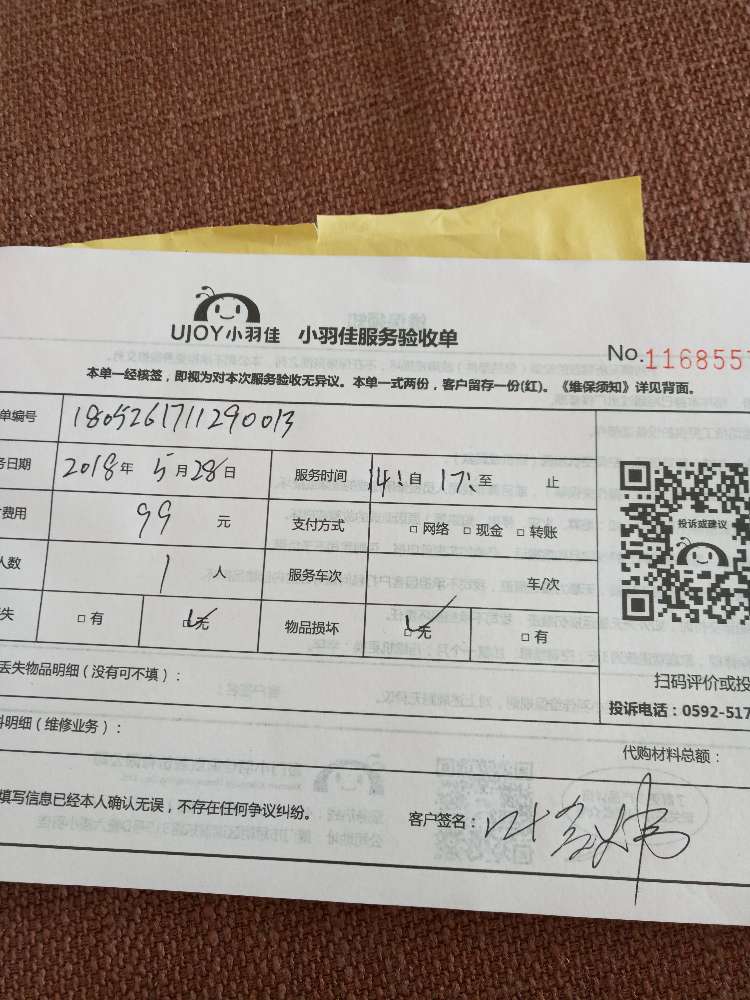 UJOY小羽佳 小羽佳服务验收单
No.1168557
本单一经核签，即视为对本次服务验收无异议。本单一式两份，客户留存一份(红)。《维保须知》详见背面。
单编号 1805261711290013
务日期 2018年5月28日 服务时间 14:自 17:至 止
费用 99 元 支付方式 □网络 □现金 □转账
人数 1 人 服务车次 车/次
失 □有 □无 物品损坏 □无 □有
投诉或建议
扫码评价或投
投诉电话：0592-517
丢失物品明细（没有可不填）：
料明细（维修业务）：
代购材料总额：
填写信息已经本人确认无误，不存在任何争议纠纷。
客户签名：